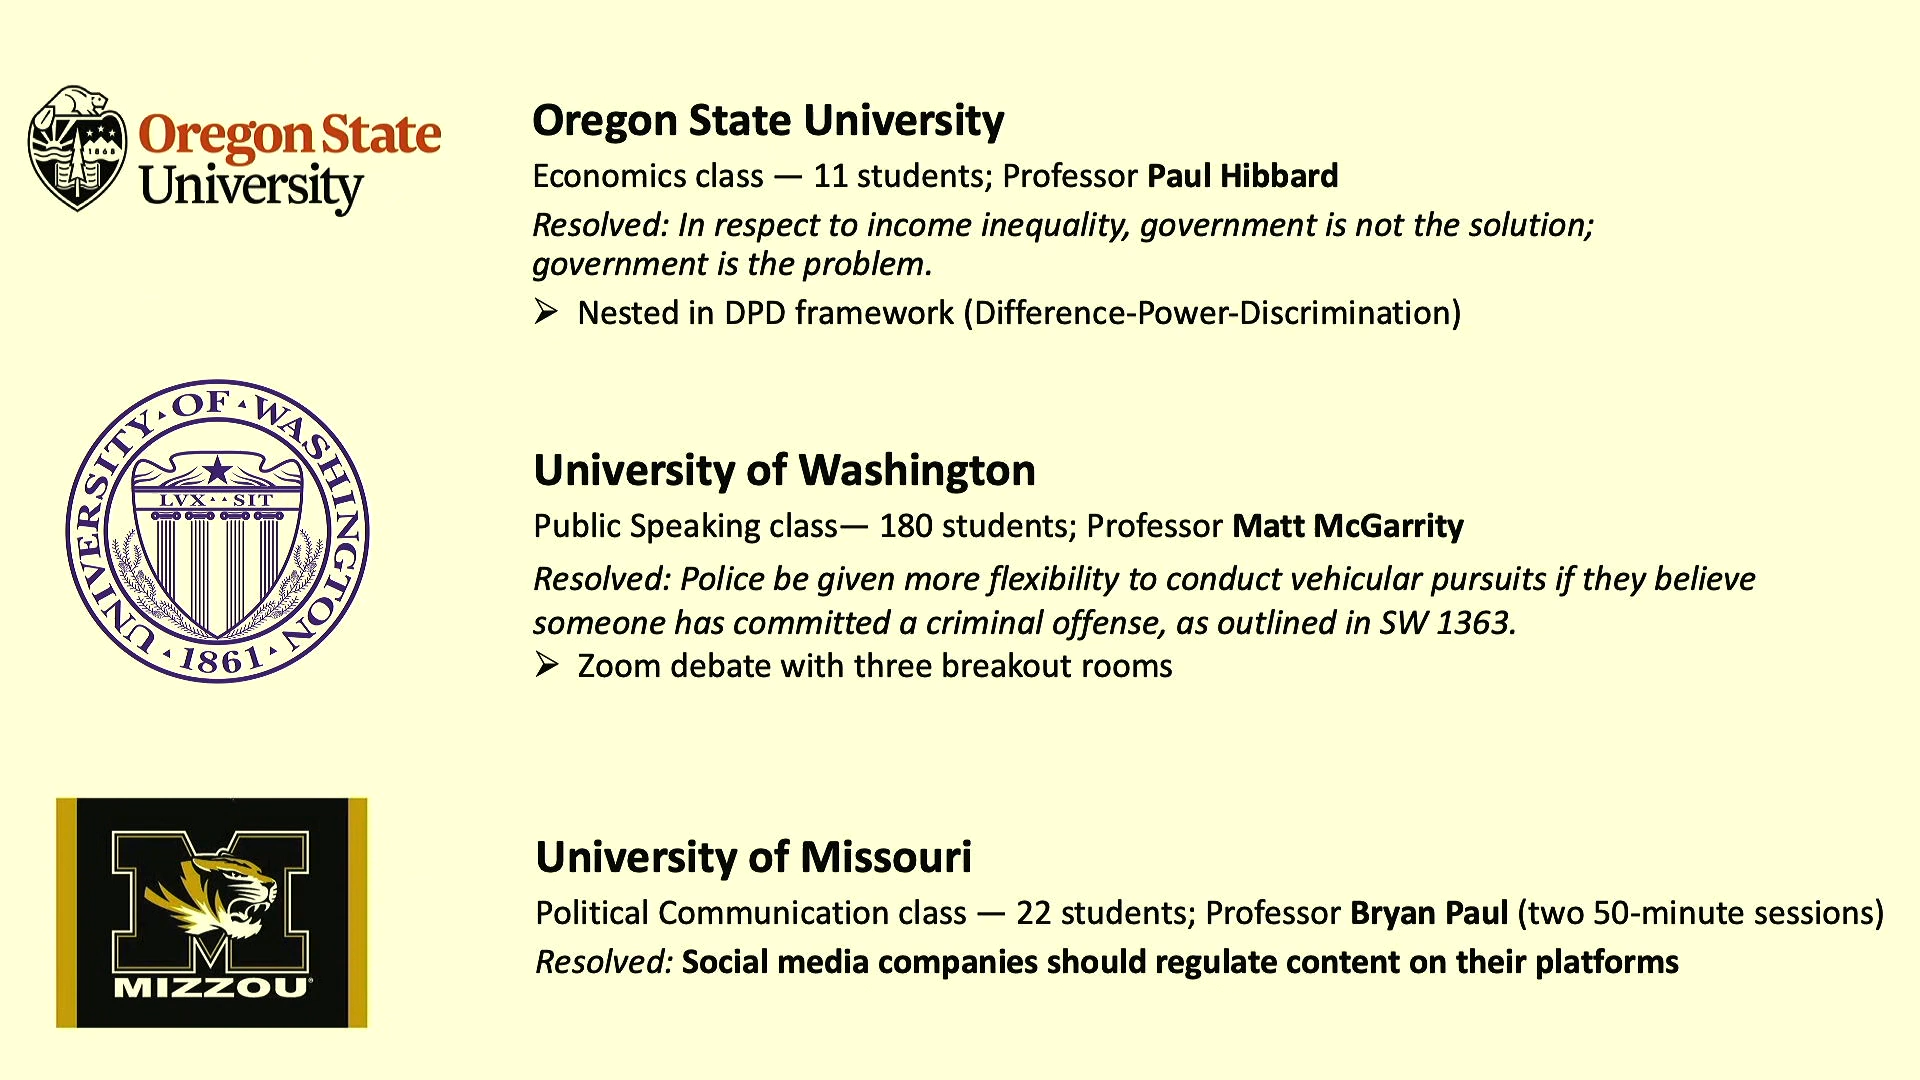 Oregon State
University
1868
Oregon State University
Economics class — 11 students; Professor Paul Hibbard
Resolved: In respect to income inequality, government is not the solution;
government is the problem.
➢ Nested in DPD framework (Difference-Power-Discrimination)
UNIVERSITY · OF · WASHINGTON
LVX · · SIT
· 1861 ·
University of Washington
Public Speaking class— 180 students; Professor Matt McGarrity
Resolved: Police be given more flexibility to conduct vehicular pursuits if they believe
someone has committed a criminal offense, as outlined in SW 1363.
➢ Zoom debate with three breakout rooms
M
MIZZOU
University of Missouri
Political Communication class — 22 students; Professor Bryan Paul (two 50-minute sessions)
Resolved: Social media companies should regulate content on their platforms